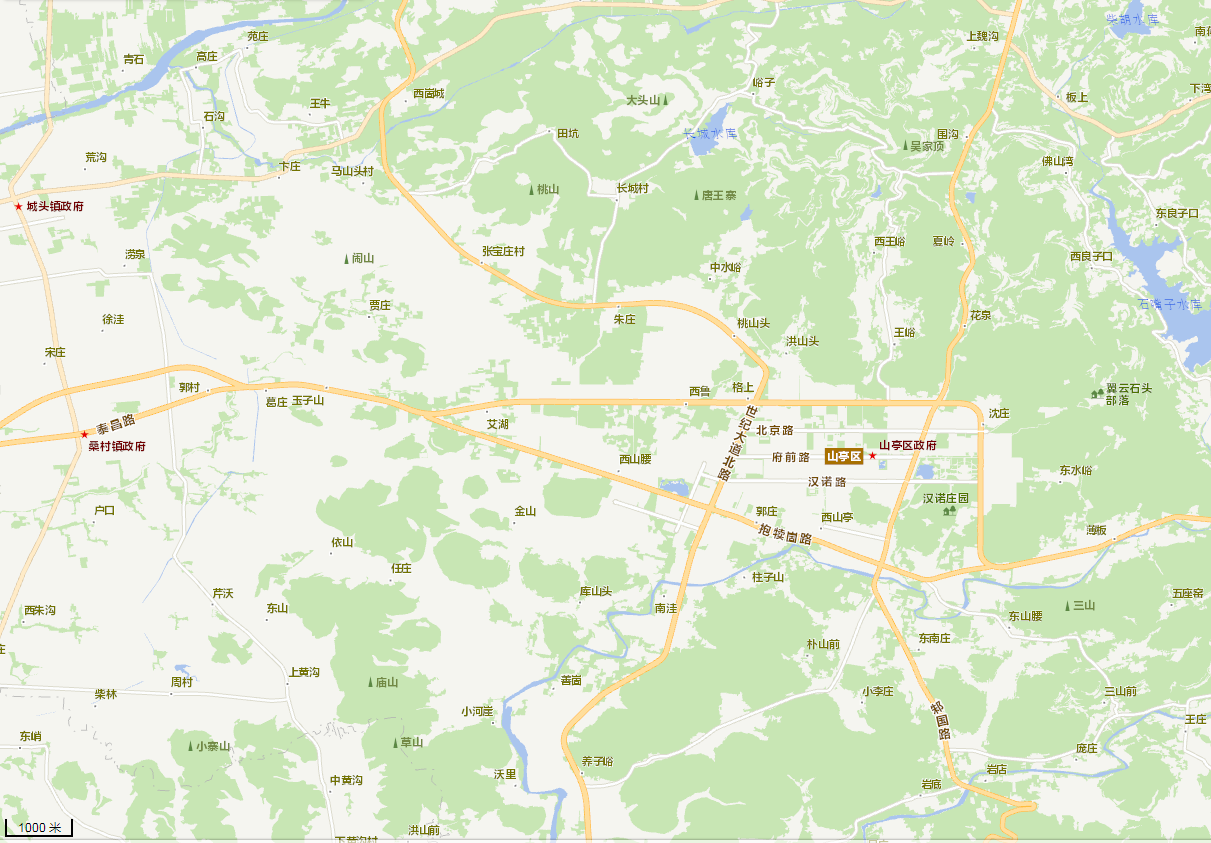 柴胡水库
苑庄
上魏沟
高庄
青石
峪子
西崮城
大头山
板上
下湾
王牛
石沟
田坑
长城水库
国沟
吴家顶
荒沟
卞庄
马山头村
佛山湾
桃山
长城村
唐王寨
城头镇政府
东良子口
西王峪
夏岭
张宝庄村
涝泉
闹山
西良子口
中水峪
石嘴子水库
贾庄
徐洼
朱庄
桃山头
花泉
王峪
洪山头
宋庄
郭村
西鲁
格上
翼云石头
部落
葛庄
玉子山
沈庄
艾湖
泰昌路
世纪大道北路
北京路
桑村镇政府
山亭区政府
府前路
山亭区
西山腰
东水峪
汉诺路
汉诺庄园
户口
金山
郭庄
西山亭
抱犊崮路
薄板
依山
任庄
柱子山
芹沃
库山头
五座窑
东山
南洼
三山
西朱沟
东山腰
东南庄
朴山前
上黄沟
庙山
周村
善崮
柴林
小李庄
三山前
小河崖
邾国路
王庄
东峭
小寨山
草山
庞庄
养子峪
沃里
岩店
中黄沟
岩底
1000 米
洪山前
下黄沟村